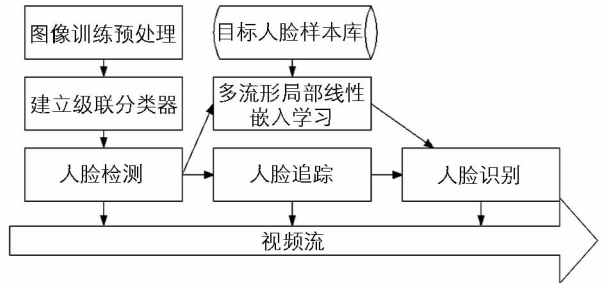 图像训练预处理
目标人脸样本库
建立级联分类器
多流形局部线性
嵌入学习
人脸检测
人脸追踪
人脸识别
视频流